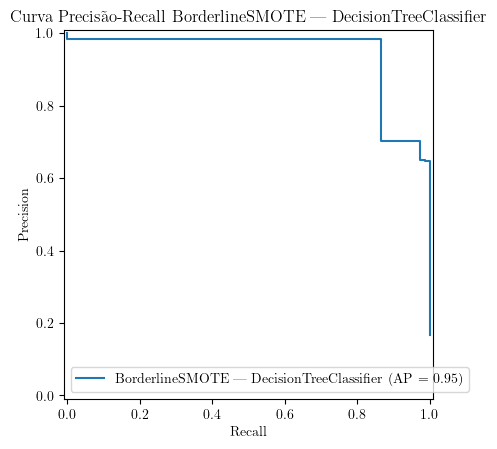 Curva Precisão-Recall BorderlineSMOTE — DecisionTreeClassifier
1.0
0.8
0.6
0.4
0.2
0.0
Precision
BorderlineSMOTE — DecisionTreeClassifier (AP = 0.95)
0.0 0.2 0.4 0.6 0.8 1.0
Recall